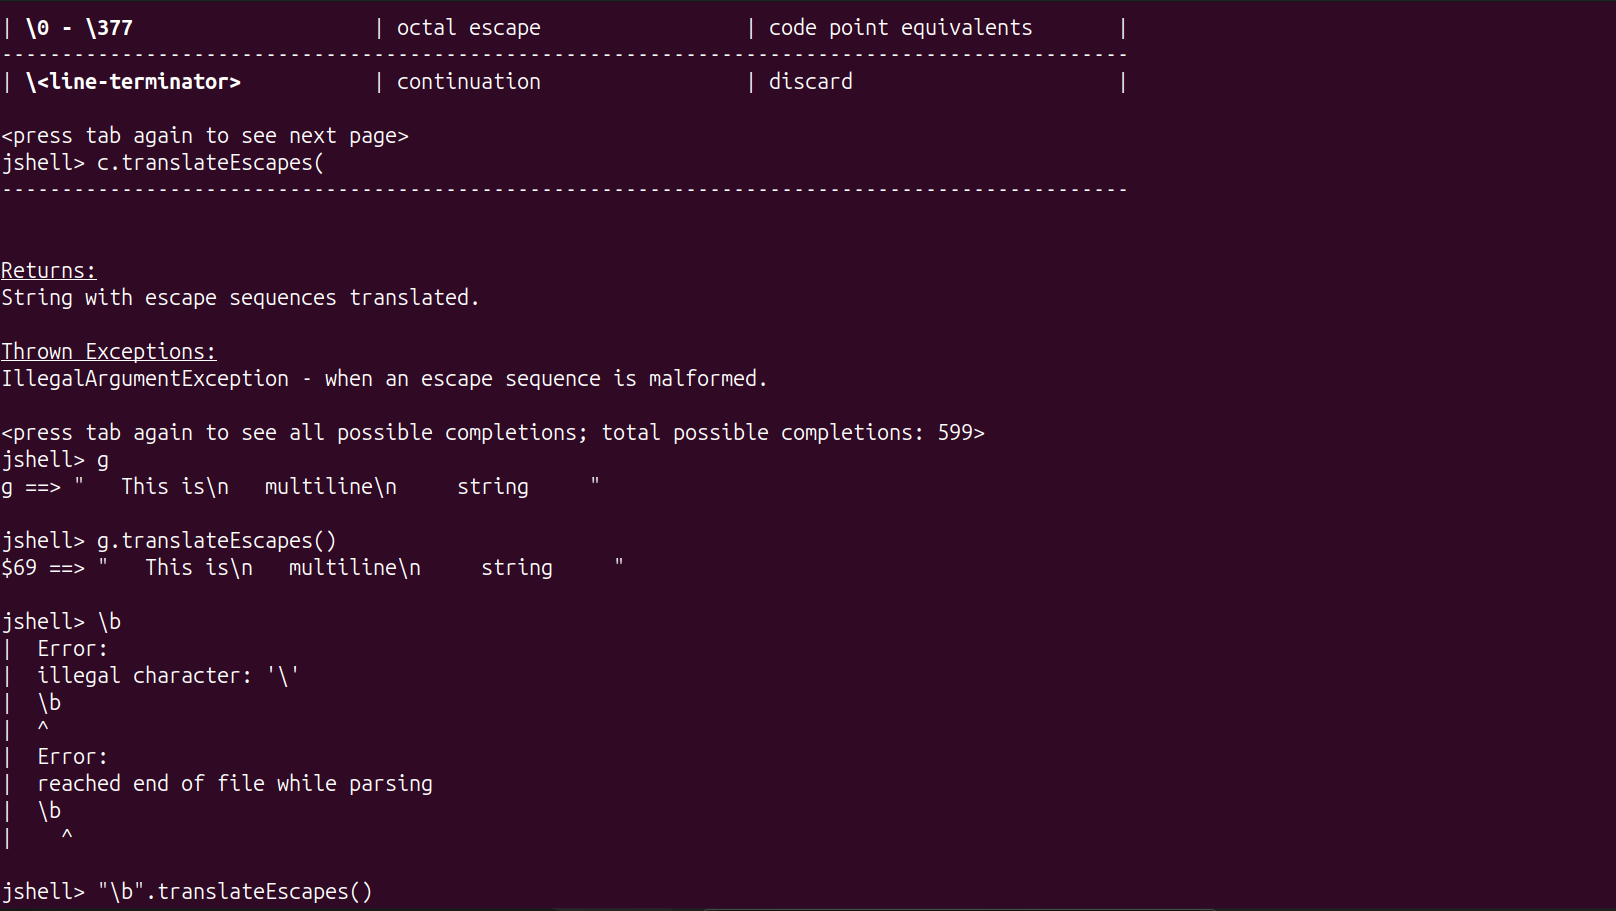 | \0 - \377                    | octal escape                 | code point equivalents       |
----------------------------------------------------------------------------------------------
| \<line-terminator>           | continuation                 | discard                      |

<press tab again to see next page>
jshell> c.translateEscapes(
----------------------------------------------------------------------------------------------


Returns:
String with escape sequences translated.

Thrown Exceptions:
IllegalArgumentException - when an escape sequence is malformed.

<press tab again to see all possible completions; total possible completions: 599>
jshell> g
g ==> "   This is\n   multiline\n     string     "

jshell> g.translateEscapes()
$69 ==> "   This is\n   multiline\n     string     "

jshell> \b
|  Error:
|  illegal character: '\'
|  \b
|  ^
|  Error:
|  reached end of file while parsing
|  \b
|    ^

jshell> "\b".translateEscapes()